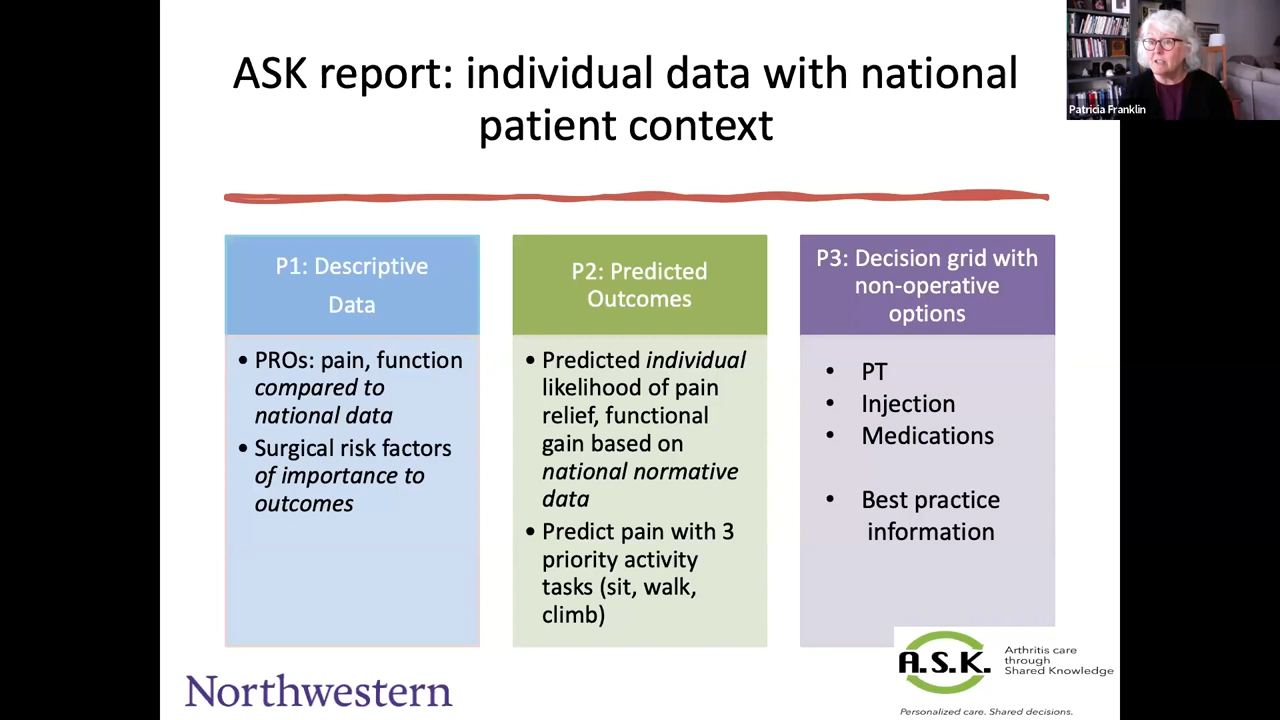 ASK report: individual data with national
patient context
Patricia Franklin
P1: Descriptive
Data
• PROs: pain, function
compared to
national data
• Surgical risk factors
of importance to
outcomes
P2: Predicted
Outcomes
• Predicted individual
likelihood of pain
relief, functional
gain based on
national normative
data
• Predict pain with 3
priority activity
tasks (sit, walk,
climb)
P3: Decision grid with
non-operative
options
• PT
• Injection
• Medications
• Best practice
information
Northwestern
A.S.K.
Arthritis care
through
Shared Knowledge
Personalized care. Shared decisions.